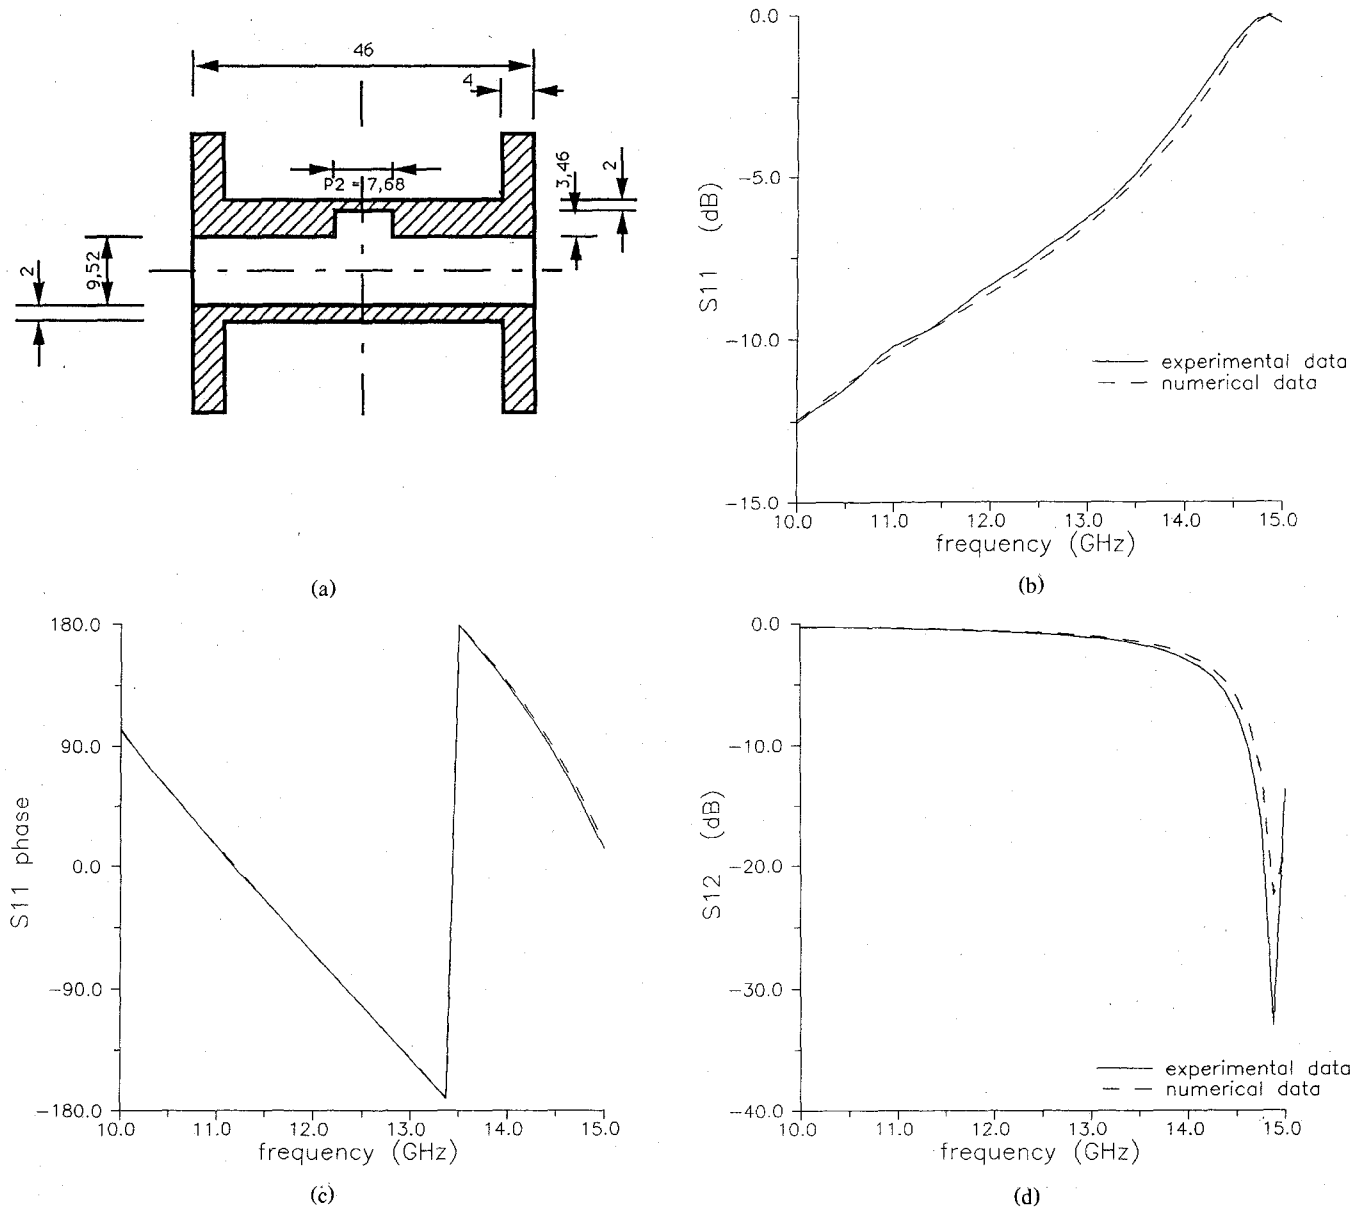 46
4
P2 = 7,68
3,46
2
9,52
2
(a)
0.0
-5.0
-10.0
-15.0
S11 (dB)
experimental data
numerical data
10.0 11.0 12.0 13.0 14.0 15.0
frequency (GHz)
(b)
180.0
90.0
0.0
-90.0
-180.0
S11 phase
10.0 11.0 12.0 13.0 14.0 15.0
frequency (GHz)
(c)
0.0
-10.0
-20.0
-30.0
-40.0
S12 (dB)
experimental data
numerical data
10.0 11.0 12.0 13.0 14.0 15.0
frequency (GHz)
(d)